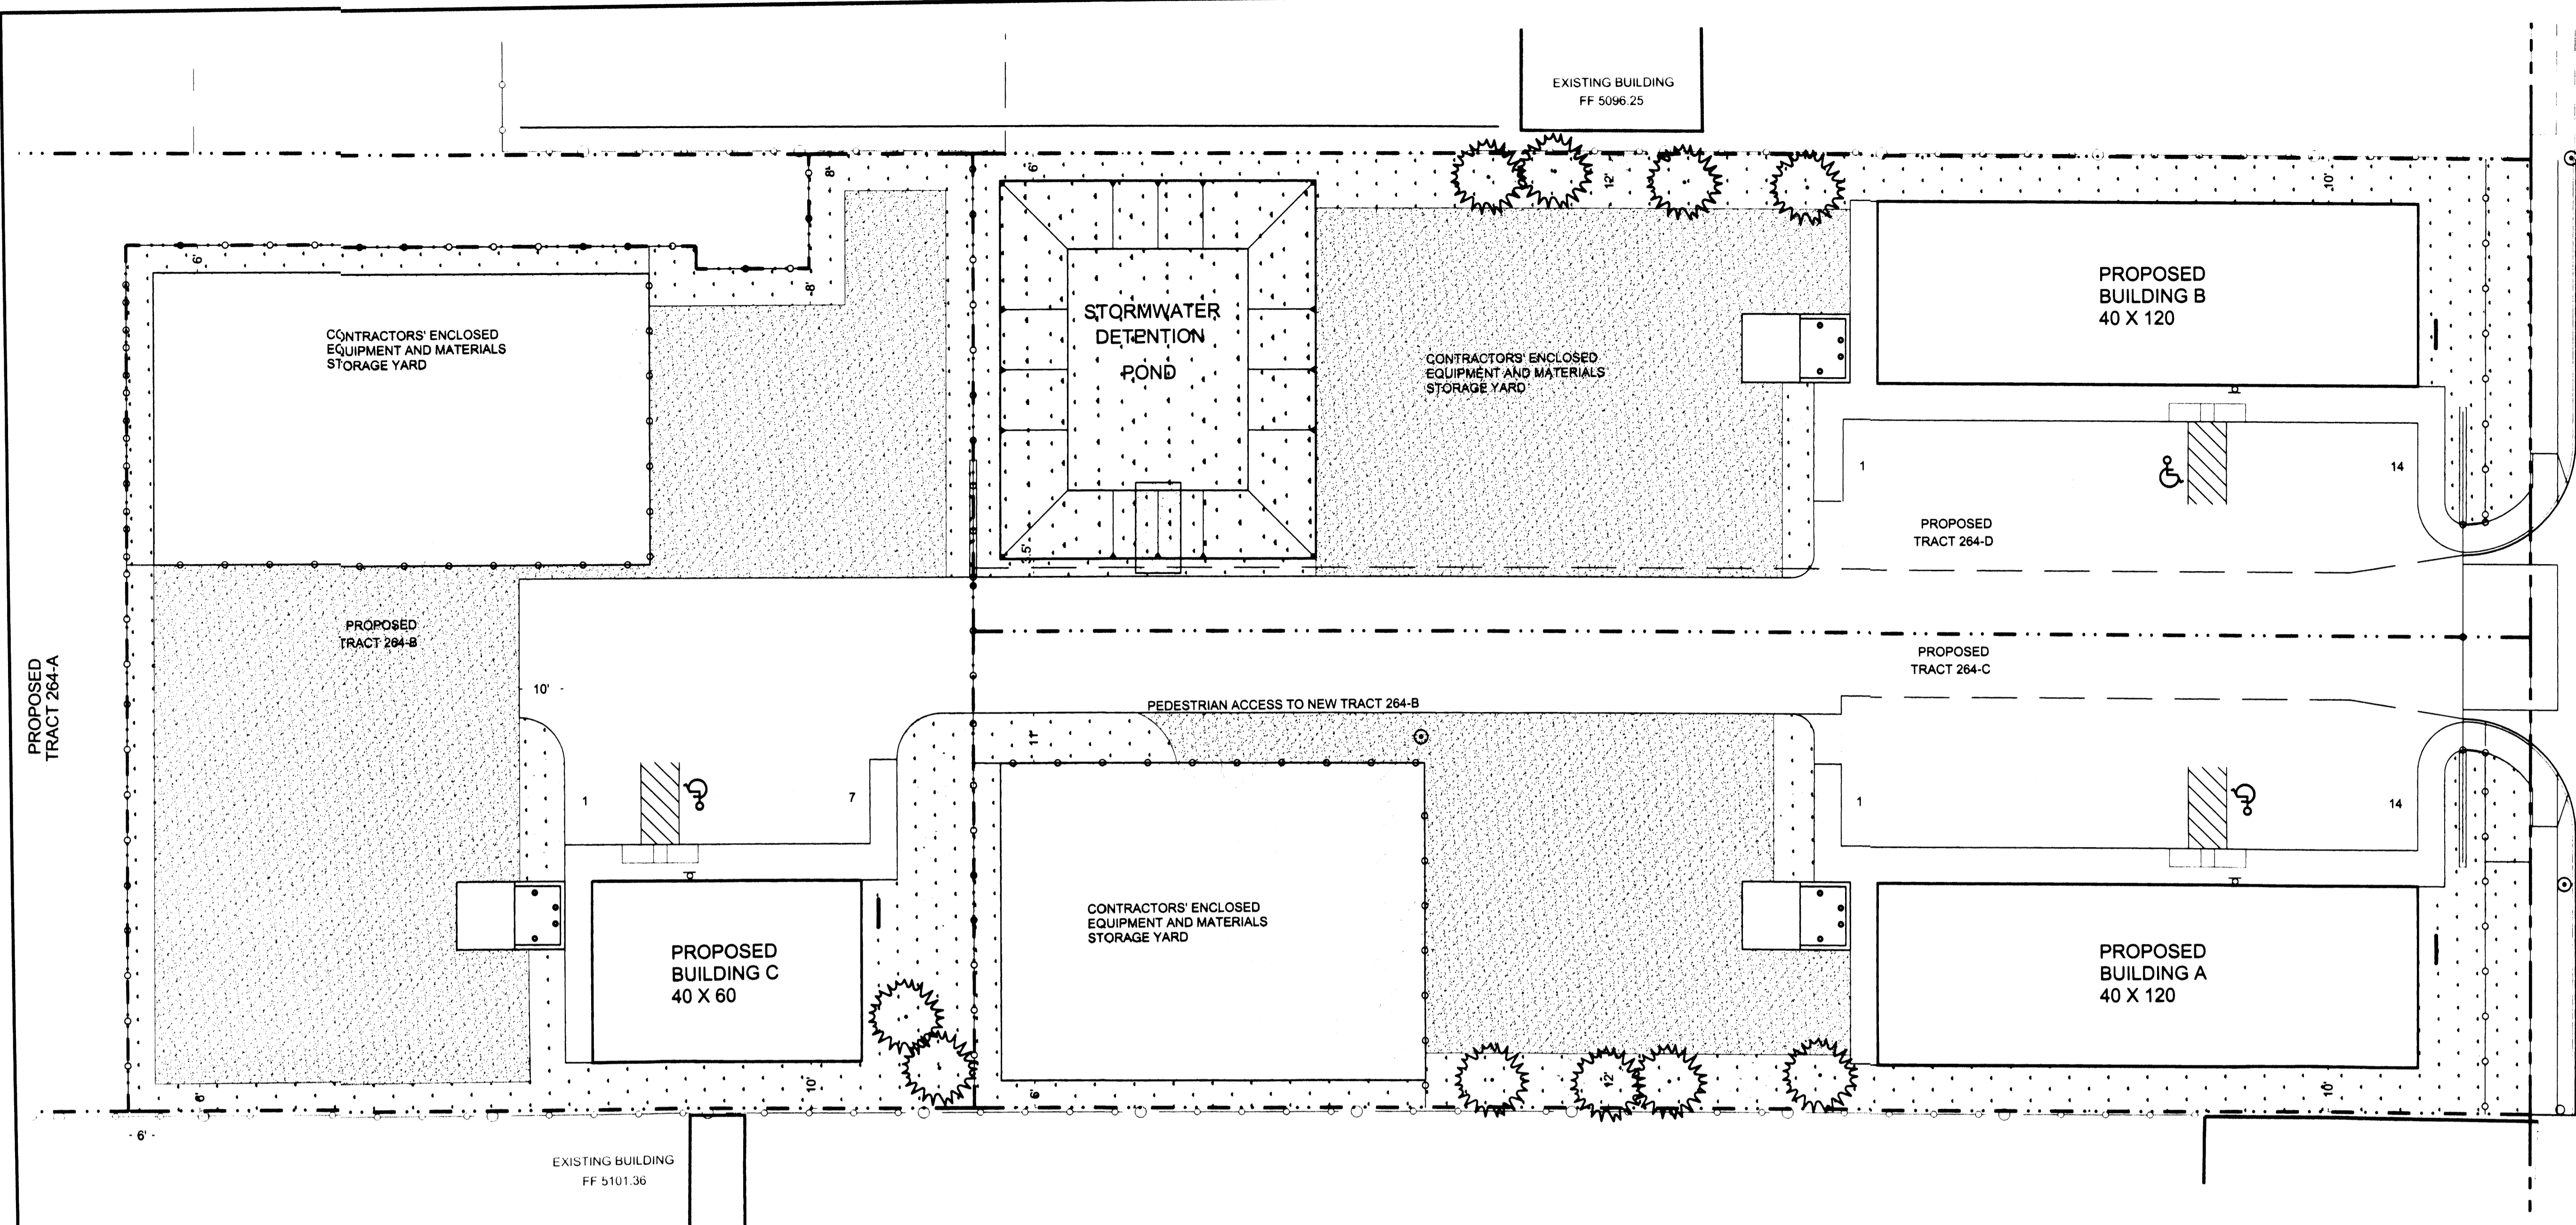 EXISTING BUILDING
FF 5096.25
6'
8'
12'
10'
6'
8'
PROPOSED
BUILDING B
40 X 120
STORMWATER
DETENTION
POND
CONTRACTORS' ENCLOSED
EQUIPMENT AND MATERIALS
STORAGE YARD
CONTRACTORS' ENCLOSED
EQUIPMENT AND MATERIALS
STORAGE YARD
1
14
PROPOSED
TRACT 264-D
5'
PROPOSED
TRACT 264-B
PROPOSED
TRACT 264-A
PROPOSED
TRACT 264-C
10'
PEDESTRIAN ACCESS TO NEW TRACT 264-B
11'
1
7
1
14
CONTRACTORS' ENCLOSED
EQUIPMENT AND MATERIALS
STORAGE YARD
PROPOSED
BUILDING C
40 X 60
PROPOSED
BUILDING A
40 X 120
6'
10'
6'
12'
10'
- 6' -
EXISTING BUILDING
FF 5101.36